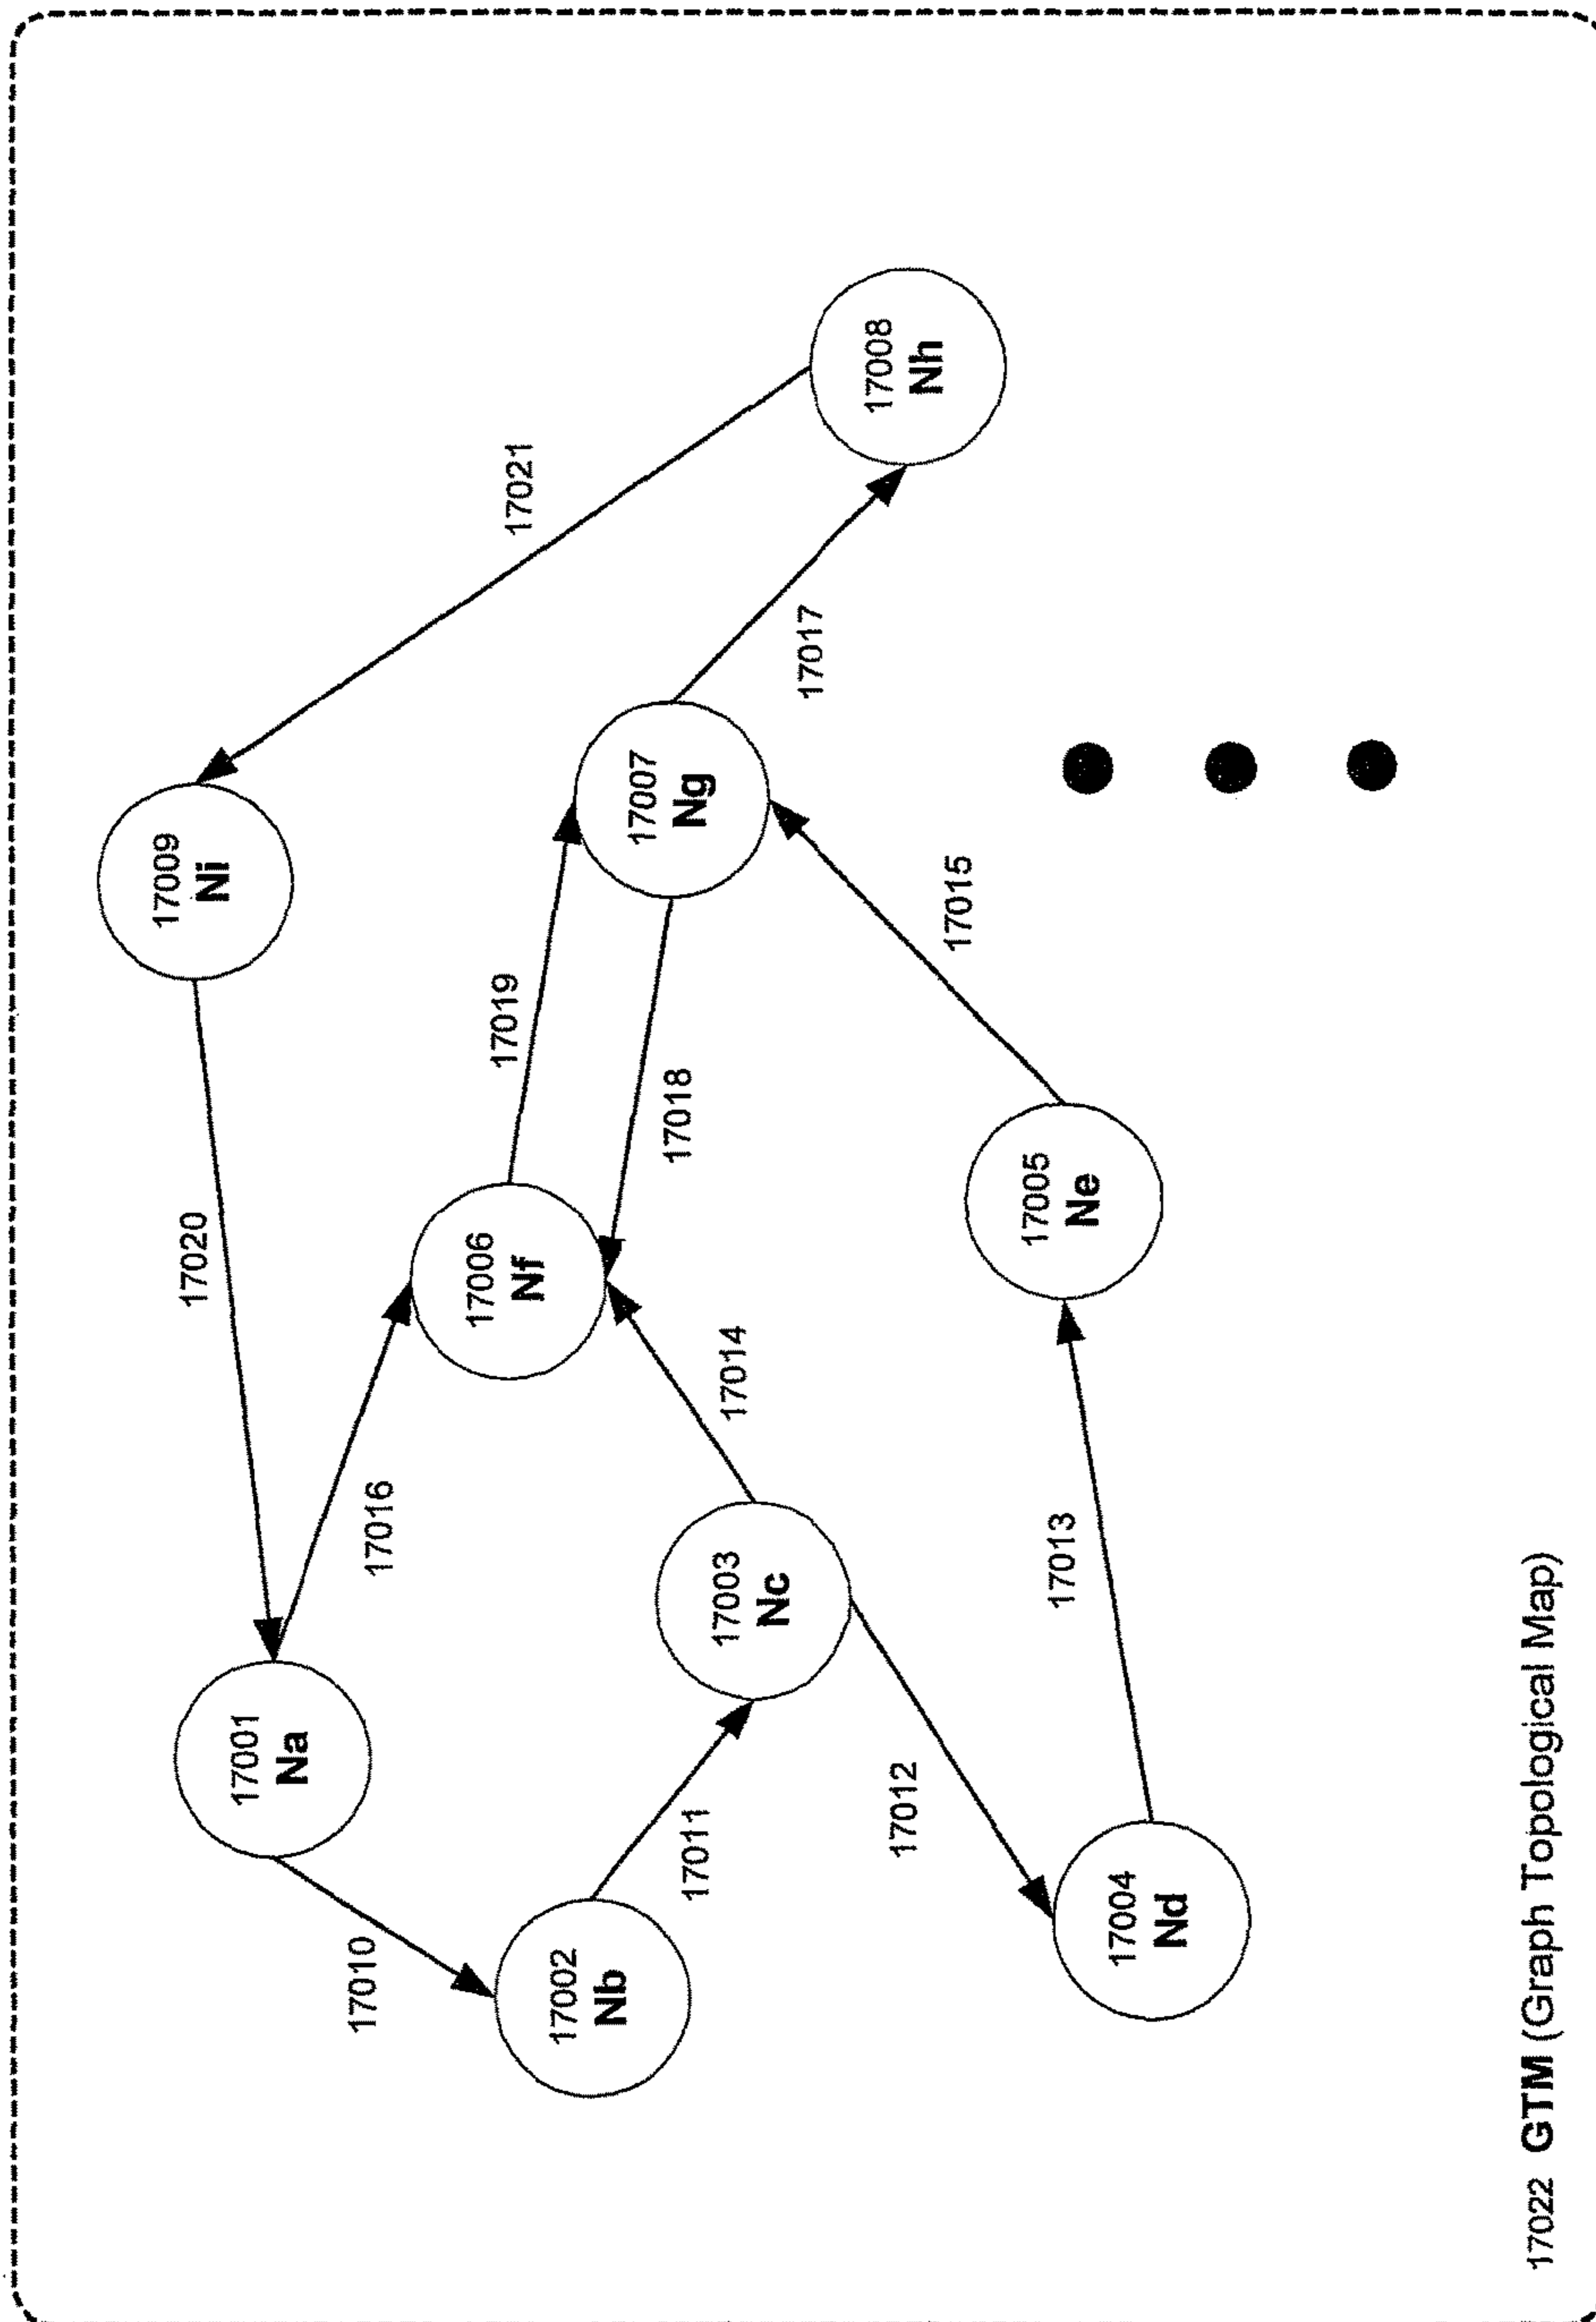 17009
Ni
17001
Na
17020
17021
17010
17016
17019
17006
Nf
17002
Nb
17007
Ng
17018
17011
17003
Nc
17014
17017
17008
Nh
17012
17015
17005
Ne
17013
17004
Nd
17022 GTM (Graph Topological Map)